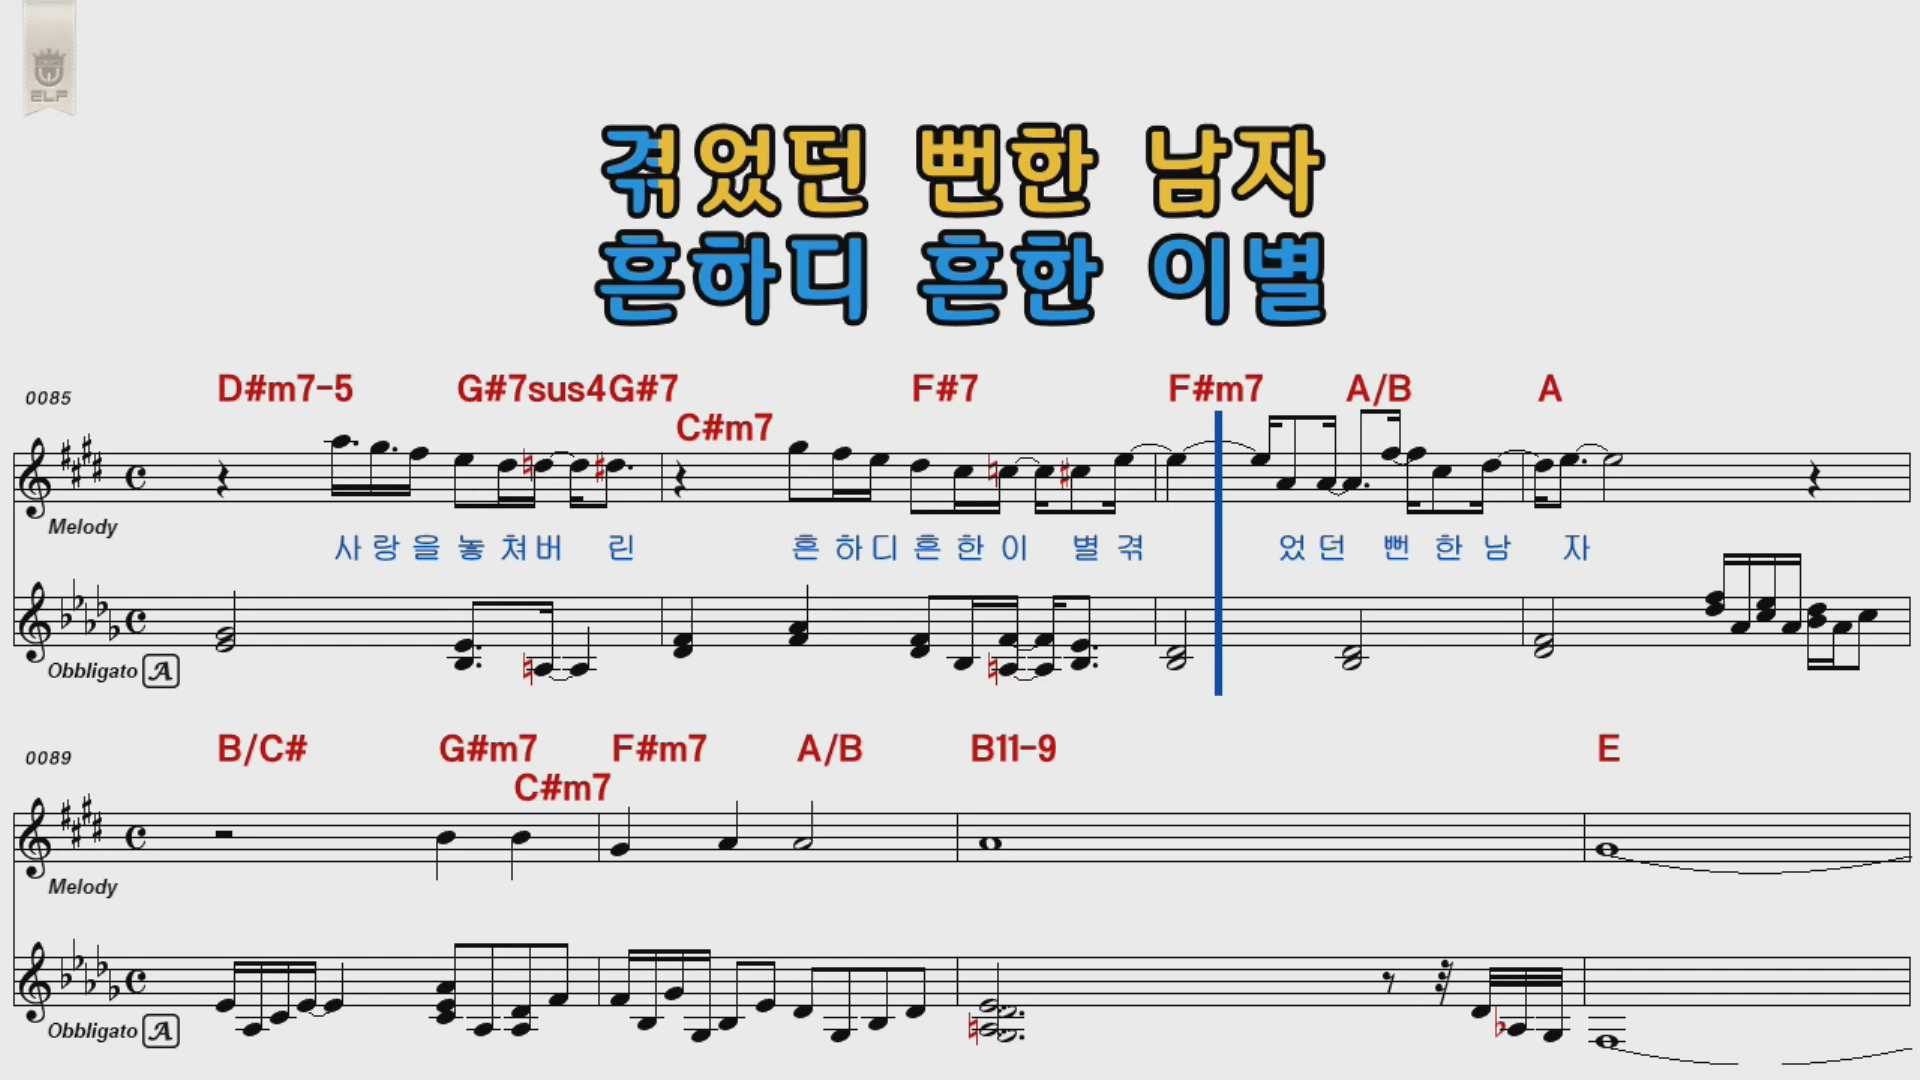 ELF
겪었던 뻔한 남자
흔하디 흔한 이별
0085 D#m7-5 G#7sus4 G#7 C#m7 F#7 F#m7 A/B A
Melody
사랑을놓쳐버 린 흔하디흔한이 별겪 었던 뻔한남 자
Obbligato A
0089 B/C# G#m7 C#m7 F#m7 A/B B11-9 E
Melody
Obbligato A